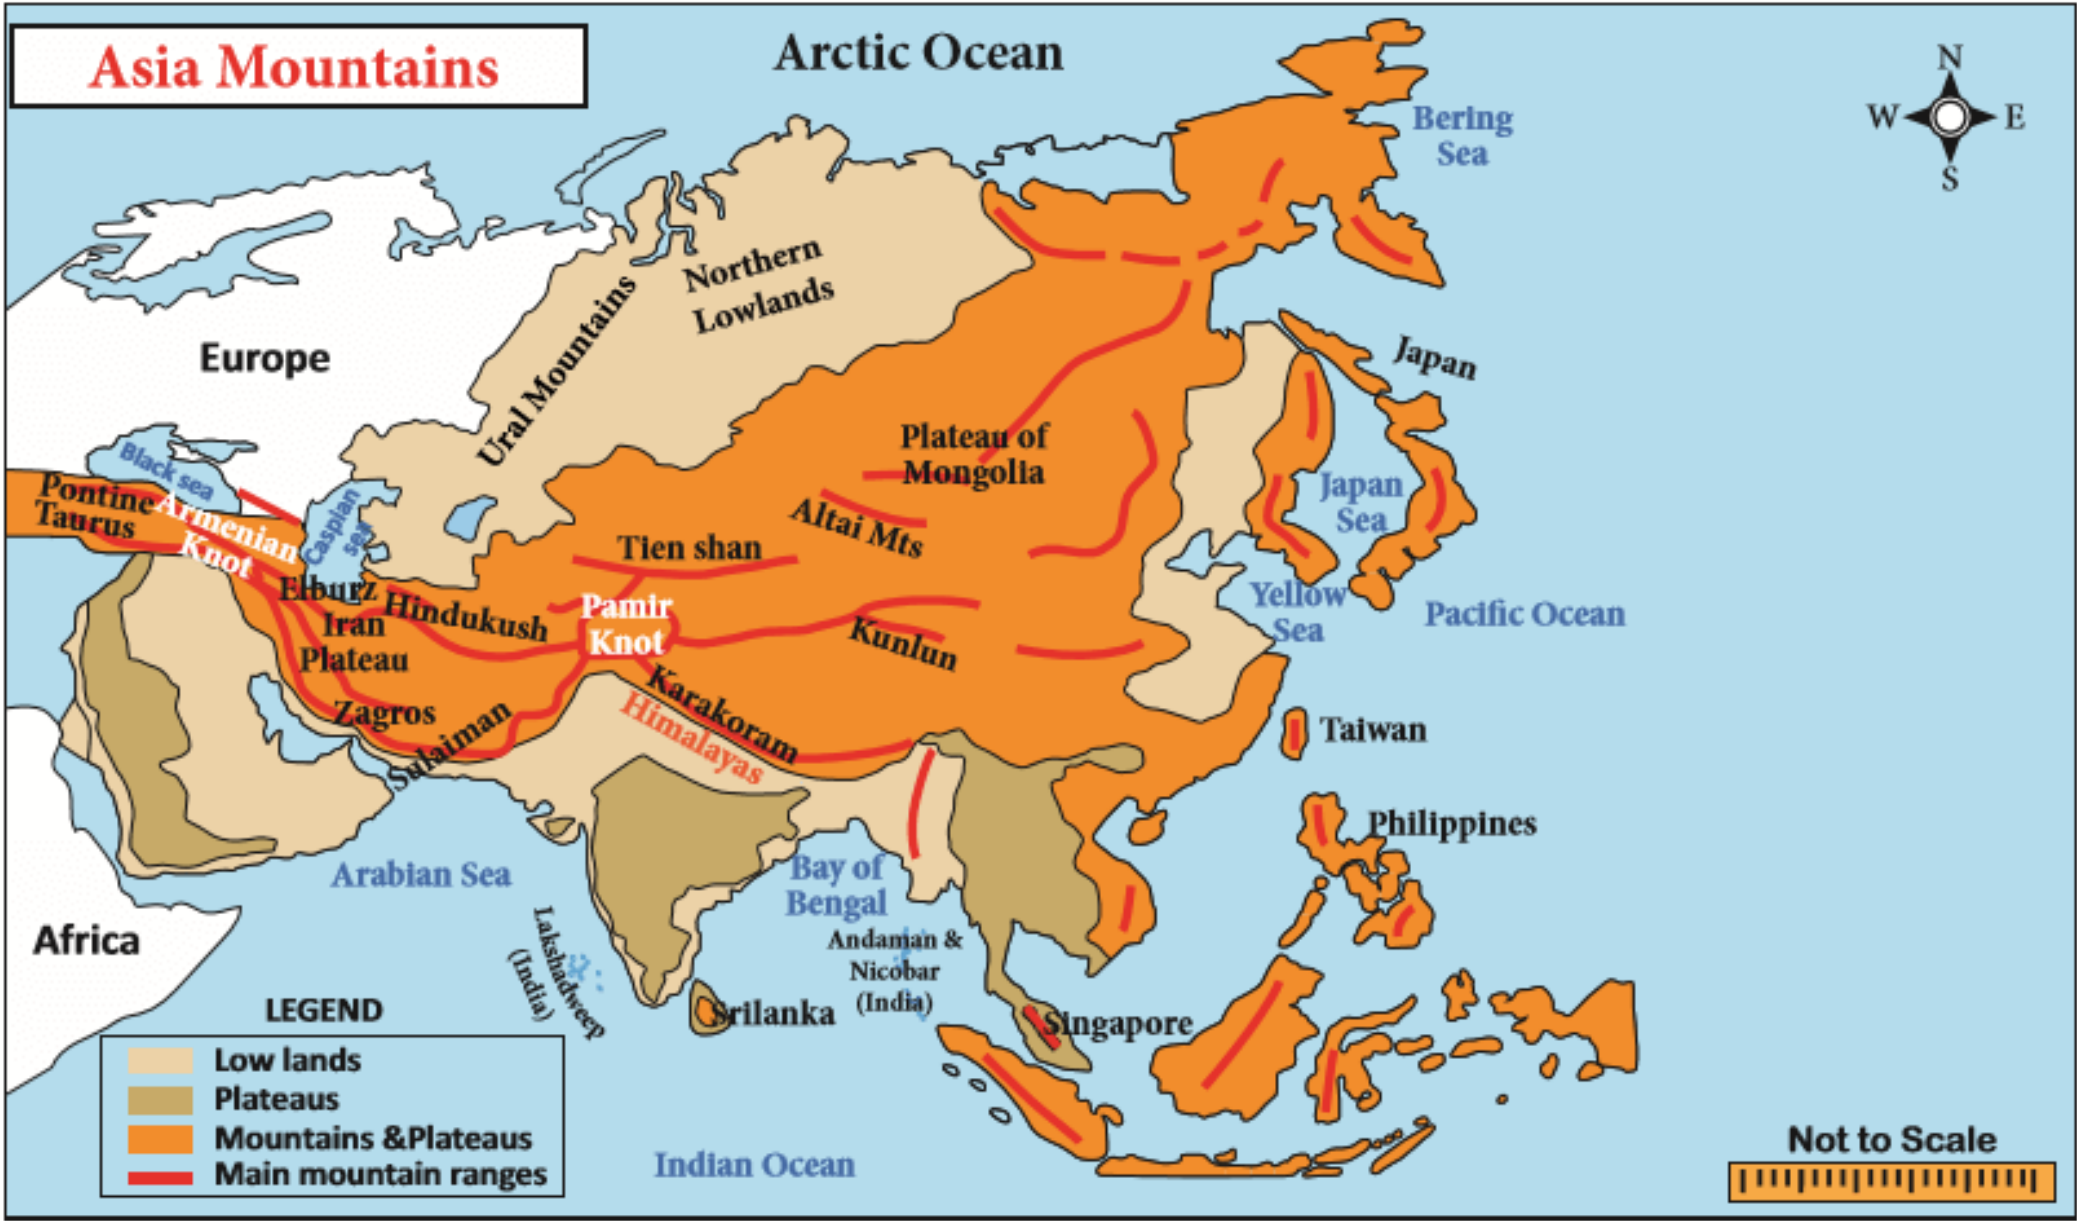 Asia Mountains
Arctic Ocean
N
W
E
S
Bering
Sea
Northern
Lowlands
Ural Mountains
Europe
Japan
Black sea
Caspian
sea
Plateau of
Mongolia
Japan
Sea
Pontine
Taurus
Armenian
Knot
Altai Mts
Tien shan
Elburz
Hindukush
Iran
Plateau
Pamir
Knot
Kunlun
Yellow
Sea
Pacific Ocean
Zagros
Sulaiman
Karakoram
Himalayas
Taiwan
Philippines
Arabian Sea
Bay of
Bengal
Africa
Lakshadweep
(India)
Andaman &
Nicobar
(India)
Srilanka
Singapore
LEGEND
Low lands
Plateaus
Mountains &Plateaus
Main mountain ranges
Indian Ocean
Not to Scale